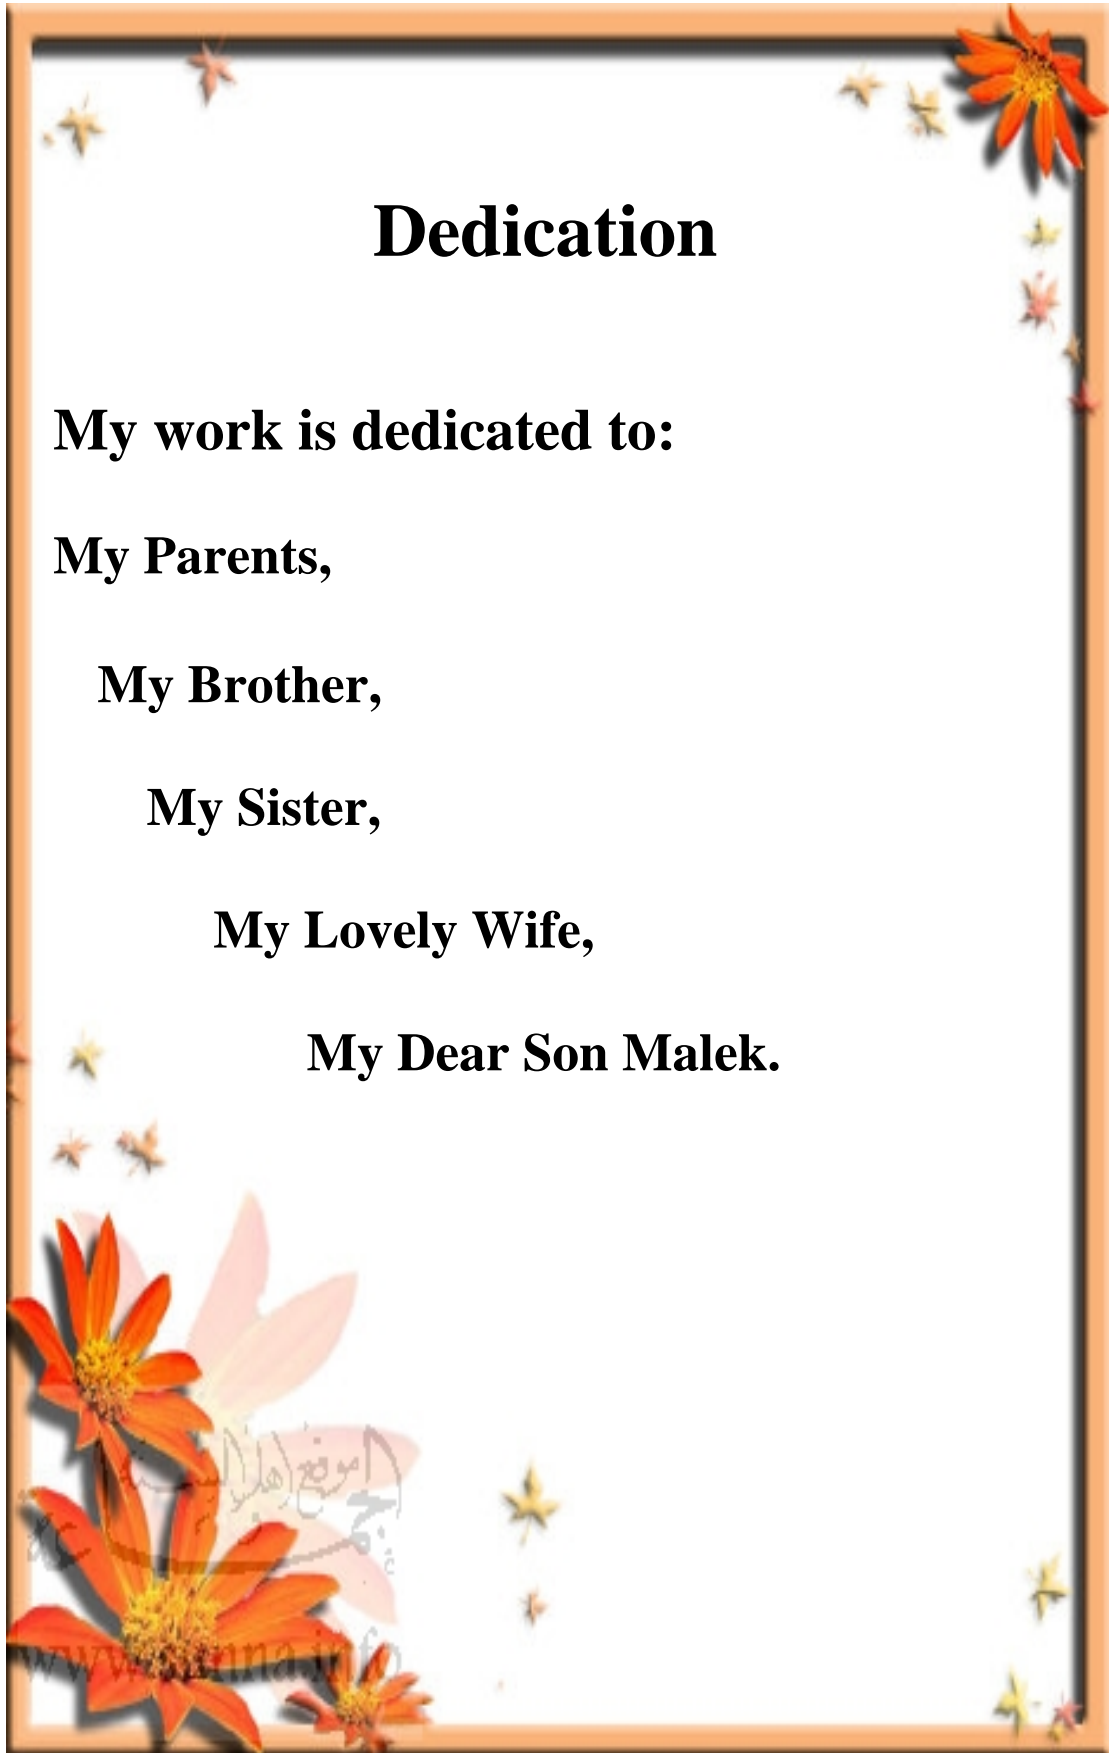 Dedication
My work is dedicated to:
My Parents,
My Brother,
My Sister,
My Lovely Wife,
My Dear Son Malek.